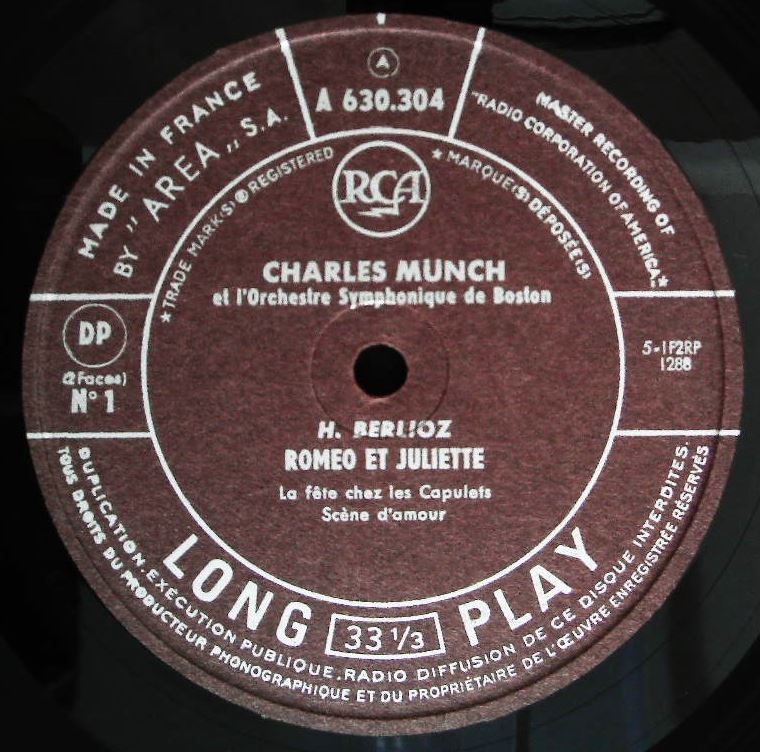 A
A 630.304
MADE IN FRANCE
BY " AREA " S.A.
MASTER RECORDING OF
"RADIO CORPORATION OF AMERICA"★
★ TRADE MARK(S) ® REGISTERED
★ MARQUE(S) DÉPOSÉE(S)
RCA
CHARLES MUNCH
et l'Orchestre Symphonique de Boston
DP
(2 Faces)
N° 1
5-1F2RP
1288
H. BERLIOZ
ROMEO ET JULIETTE
La fête chez les Capulets
Scène d'amour
LONG 33 1/3 PLAY
DUPLICATION.EXÉCUTION PUBLIQUE.RADIO DIFFUSION DE CE DISQUE INTERDITES.
TOUS DROITS DU PRODUCTEUR PHONOGRAPHIQUE ET DU PROPRIÉTAIRE DE L'ŒUVRE ENREGISTRÉE RÉSERVÉS